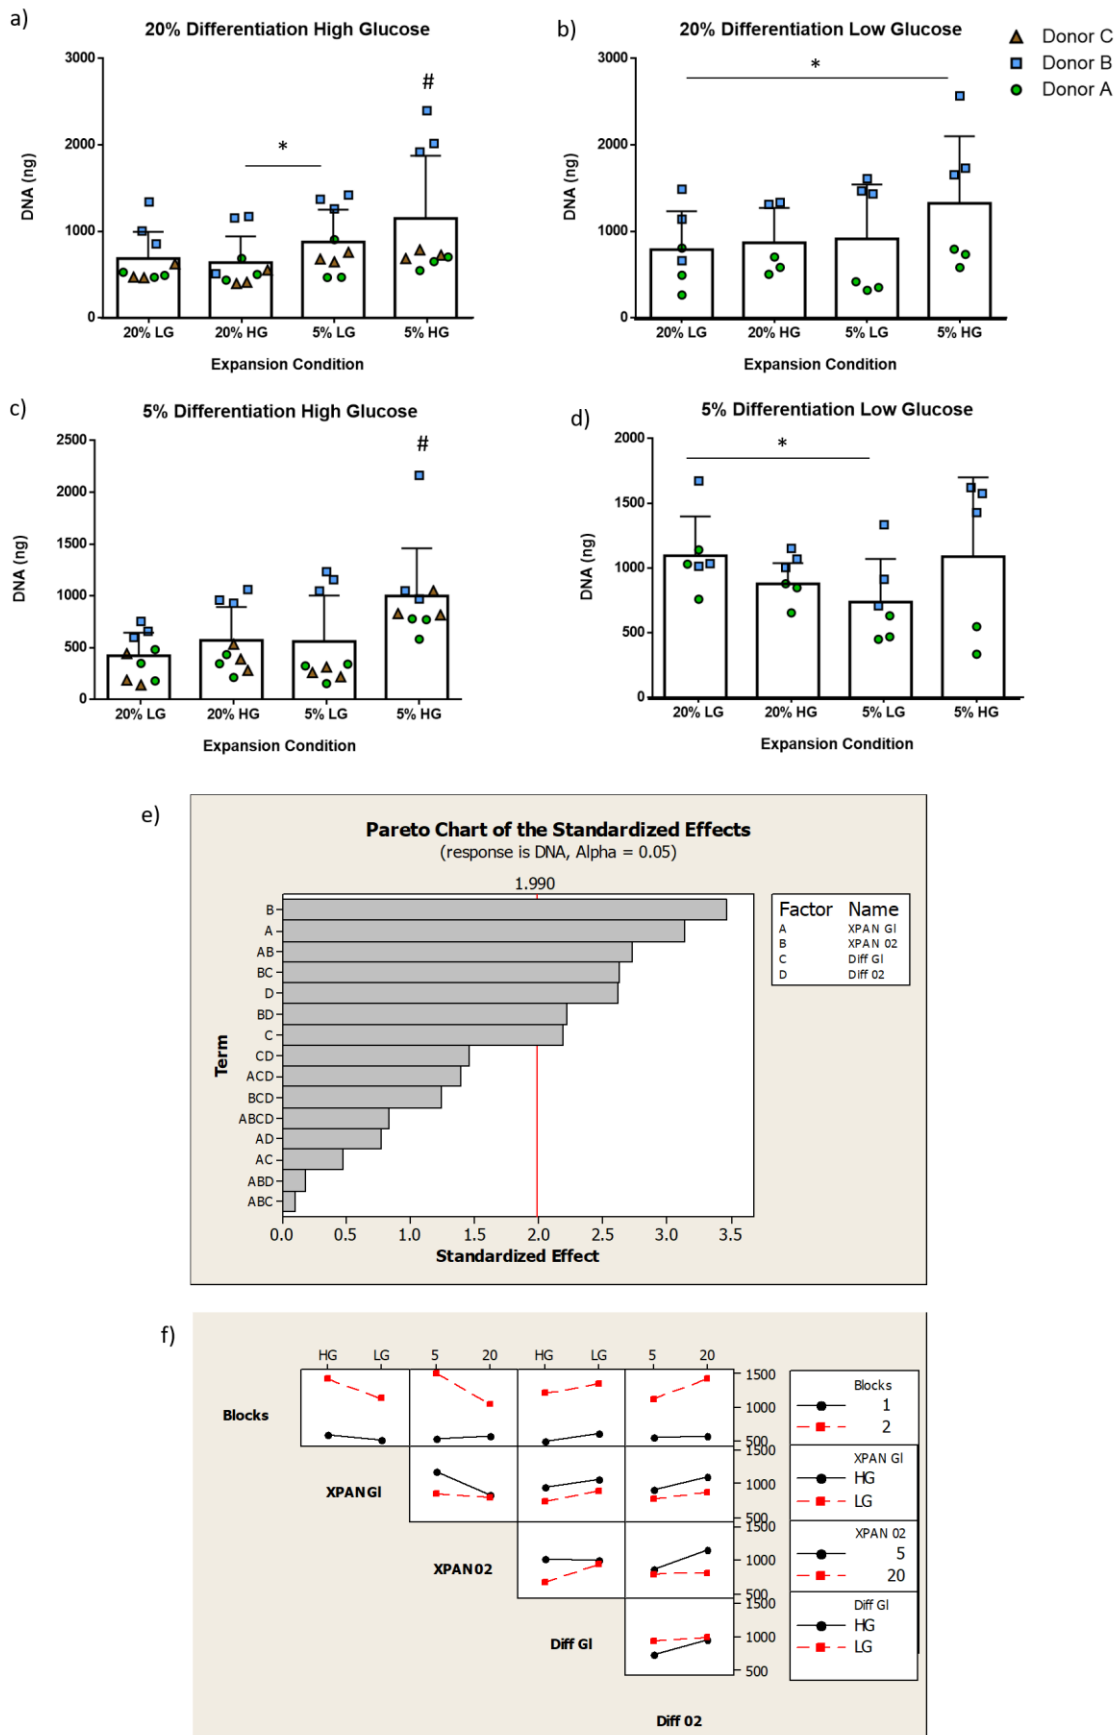 a)
20% Differentiation High Glucose
3000
2000
1000
0
DNA (ng)
*
#
20% LG 20% HG 5% LG 5% HG
Expansion Condition
b)
20% Differentiation Low Glucose
3000
2000
1000
0
DNA (ng)
*
20% LG 20% HG 5% LG 5% HG
Expansion Condition
Donor C
Donor B
Donor A
c)
5% Differentiation High Glucose
2500
2000
1500
1000
500
0
DNA (ng)
#
20% LG 20% HG 5% LG 5% HG
Expansion Condition
d)
5% Differentiation Low Glucose
2000
1500
1000
500
0
DNA (ng)
*
20% LG 20% HG 5% LG 5% HG
Expansion Condition
e)
Pareto Chart of the Standardized Effects
(response is DNA, Alpha = 0.05)
1.990
Term
B
A
AB
BC
D
BD
C
CD
ACD
BCD
ABCD
AD
AC
ABD
ABC
0.0 0.5 1.0 1.5 2.0 2.5 3.0 3.5
Standardized Effect
Factor Name
A XPAN Gl
B XPAN 02
C Diff Gl
D Diff 02
f)
HG LG 5 20 HG LG 5 20
Blocks
1500
1000
500
Blocks
1
2
XPAN Gl
1500
1000
500
XPAN Gl
HG
LG
XPAN 02
1500
1000
500
XPAN 02
5
20
Diff Gl
1500
1000
500
Diff Gl
HG
LG
Diff 02